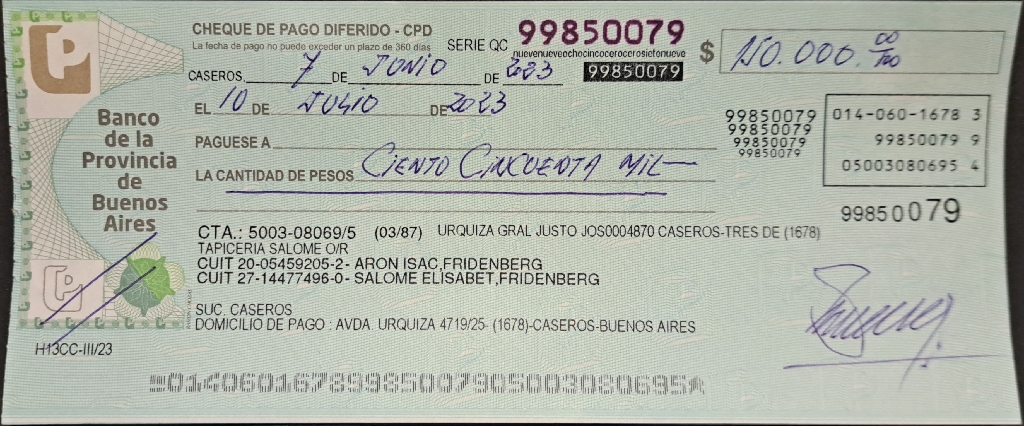 CHEQUE DE PAGO DIFERIDO - CPD
La fecha de pago no puede exceder un plazo de 360 días
SERIE QC 99850079
nuevenueveochocincocerocerosietenueve
99850079
$ 150.000.00/100
CASEROS, 7 DE JUNIO DE 2023
EL 10 DE JULIO DE 2023
PAGUESE A
LA CANTIDAD DE PESOS CIENTO CINCUENTA MIL
Banco
de la
Provincia
de
Buenos
Aires
99850079
99850079
99850079
99850079
014-060-1678 3
99850079 9
05003080695 4
99850079
CTA.: 5003-08069/5 (03/87) URQUIZA GRAL JUSTO JOS0004870 CASEROS-TRES DE (1678)
TAPICERIA SALOME O/R
CUIT 20-05459205-2- ARON ISAC,FRIDENBERG
CUIT 27-14477496-0- SALOME ELISABET,FRIDENBERG
SUC. CASEROS
DOMICILIO DE PAGO : AVDA. URQUIZA 4719/25- (1678)-CASEROS-BUENOS AIRES
H13CC-III/23
01406016789985007905003080695